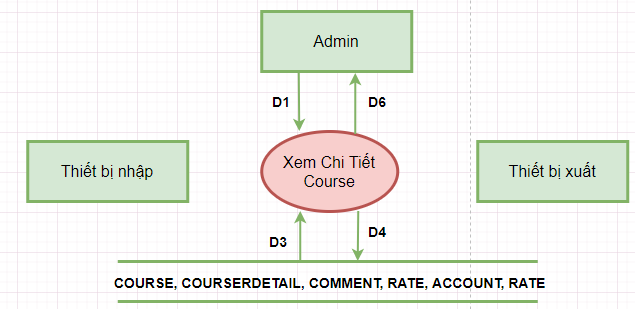 Admin
D1
D6
Thiết bị nhập
Xem Chi Tiết
Course
Thiết bị xuất
D3
D4
COURSE, COURSERDETAIL, COMMENT, RATE, ACCOUNT, RATE